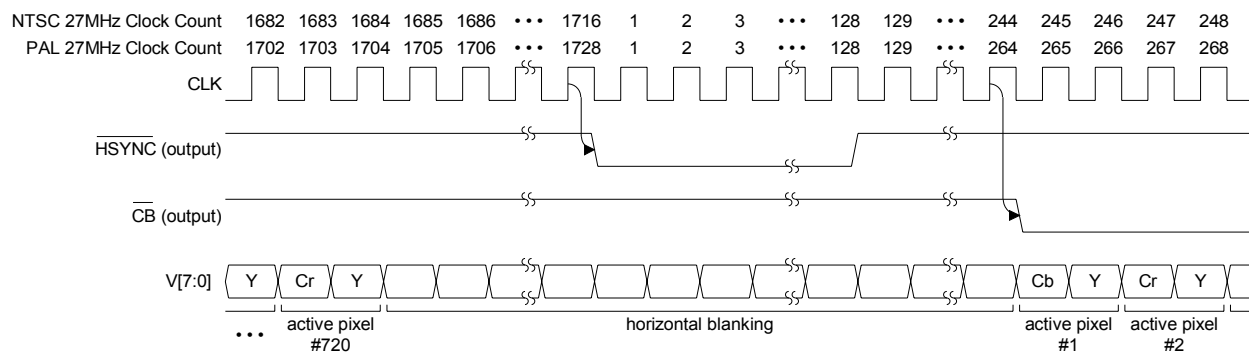 NTSC 27MHz Clock Count 1682 1683 1684 1685 1686 ••• 1716 1 2 3 ••• 128 129 ••• 244 245 246 247 248
PAL 27MHz Clock Count 1702 1703 1704 1705 1706 ••• 1728 1 2 3 ••• 128 129 ••• 264 265 266 267 268
CLK
HSYNC (output)
CB (output)
V[7:0] Y Cr Y Cb Y Cr Y
••• active pixel #720 horizontal blanking active pixel #1 active pixel #2